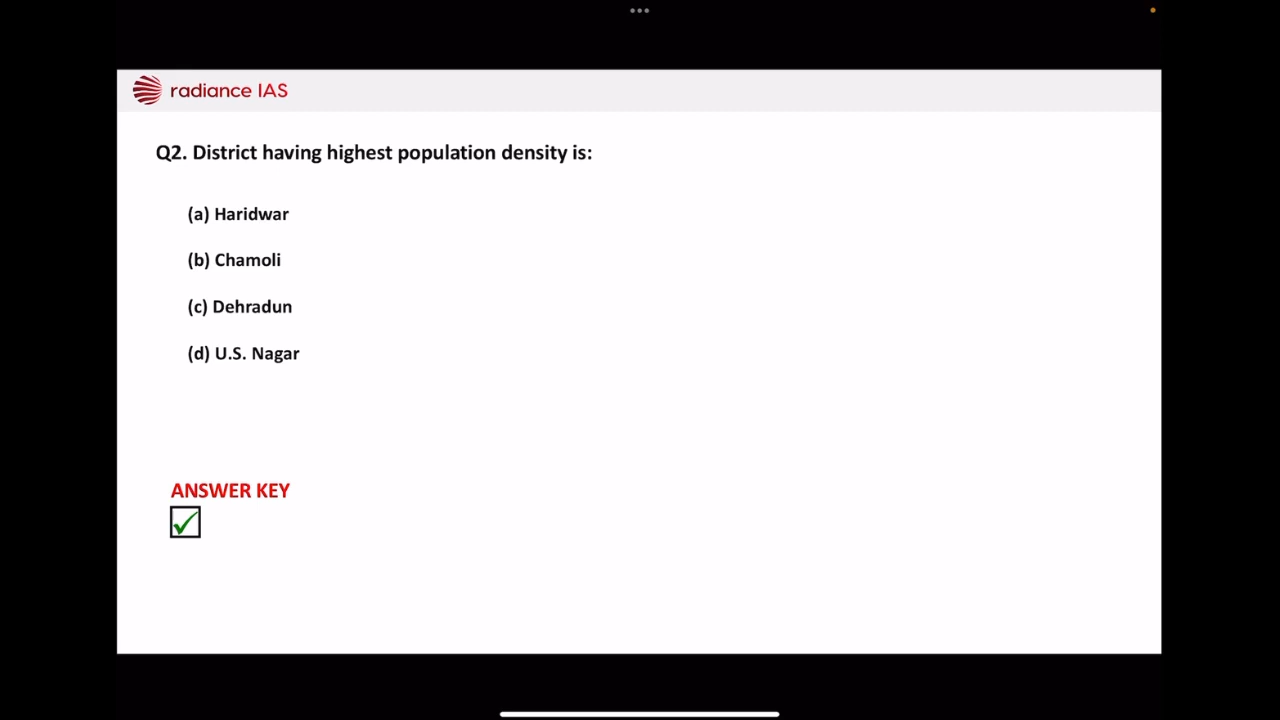 radiance IAS
Q2. District having highest population density is:
(a) Haridwar
(b) Chamoli
(c) Dehradun
(d) U.S. Nagar
ANSWER KEY